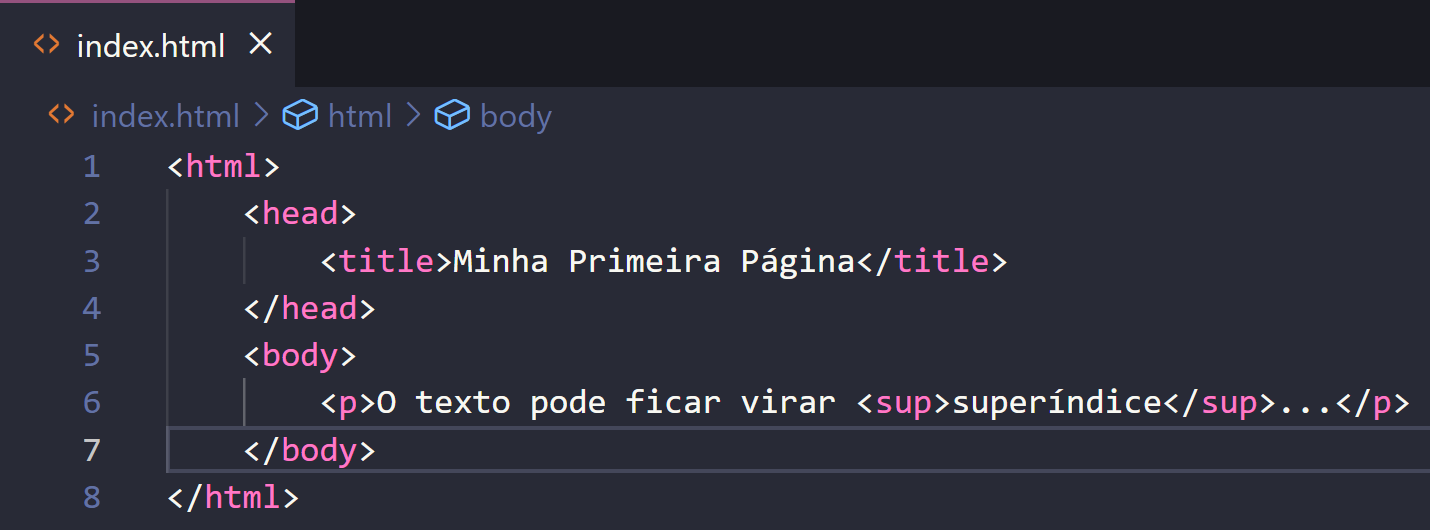 index.html
index.html > html > body
1 <html>
2 <head>
3 <title>Minha Primeira Página</title>
4 </head>
5 <body>
6 <p>O texto pode ficar virar <sup>superíndice</sup>...</p>
7 </body>
8 </html>